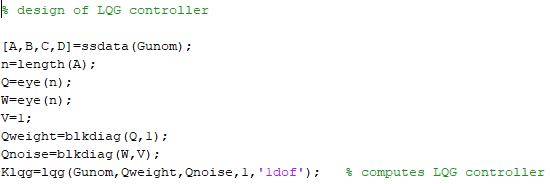 % design of LQG controller
[A,B,C,D]=ssdata(Gunom);
n=length(A);
Q=eye(n);
W=eye(n);
V=1;
Qweight=blkdiag(Q,1);
Qnoise=blkdiag(W,V);
Klqg=lqg(Gunom,Qweight,Qnoise,1,'1dof'); % computes LQG controller